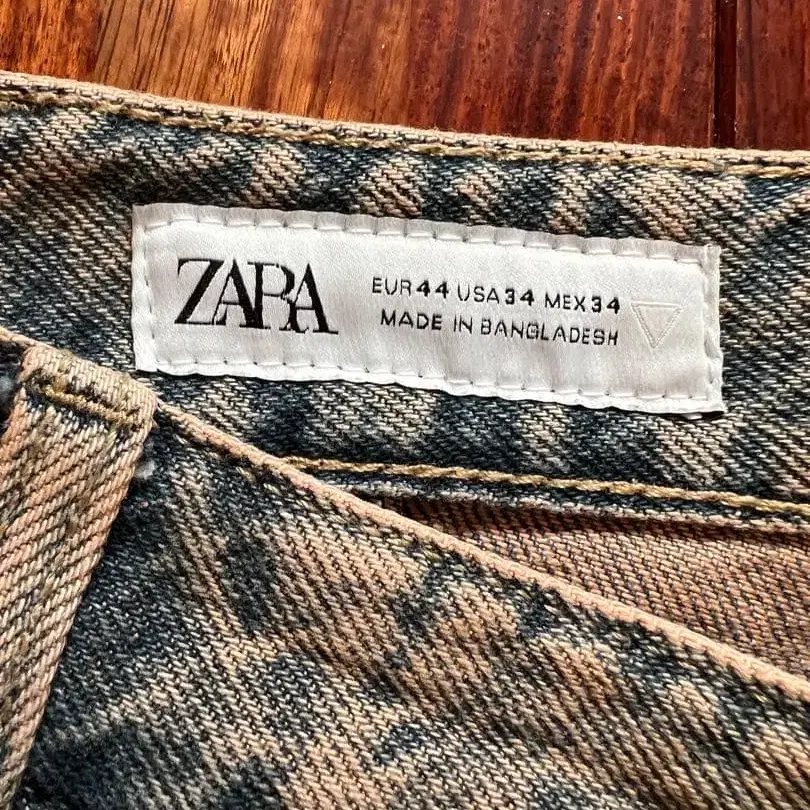 ZARA
EUR 44 USA 34 MEX 34
MADE IN BANGLADESH